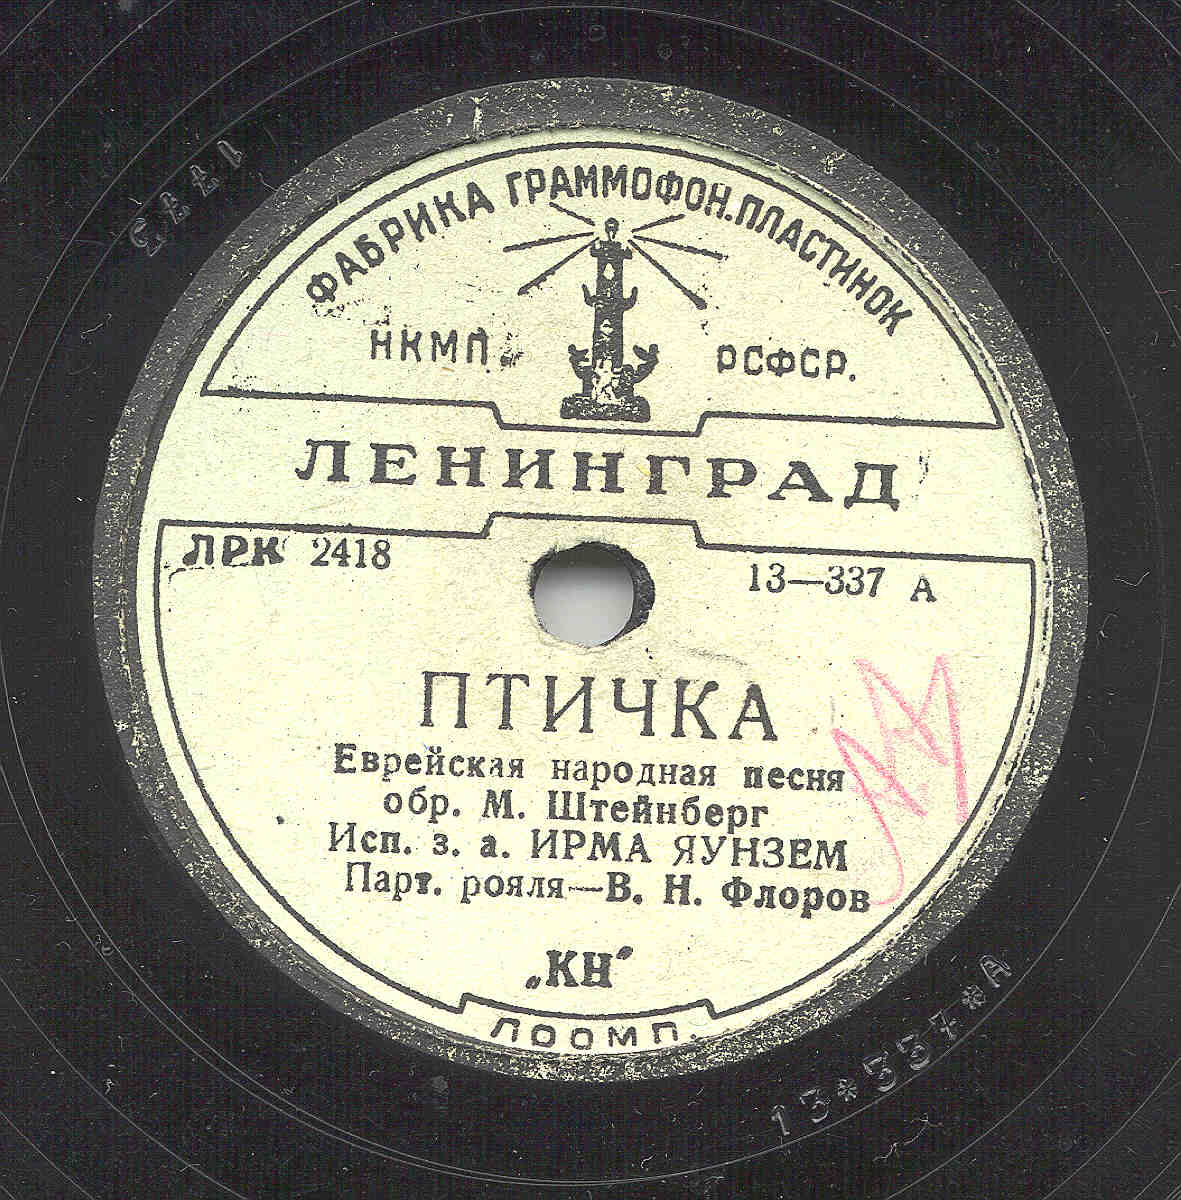 ФАБРИКА ГРАММОФОН.ПЛАСТИНОК
НКМП. РСФСР.
ЛЕНИНГРАД
ЛРК 2418
13—337 А
ПТИЧКА
Еврейская народная песня
обр. М. Штейнберг
Исп. з. а. ИРМА ЯУНЗЕМ
Парт. рояля—В. Н. Флоров
„КН"
ЛООМП.
13*337*А